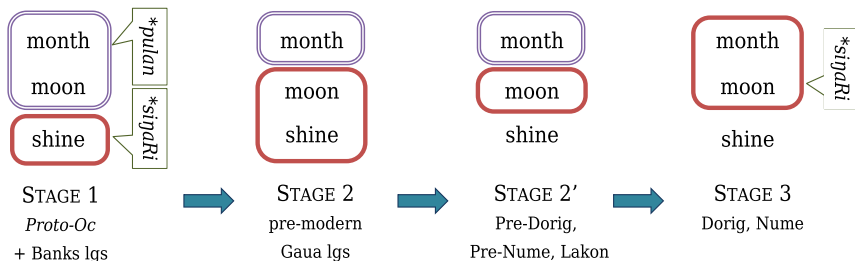 month
moon
shine
*pulan
*siŋaRi
STAGE 1
Proto-Oc
+ Banks lgs
month
moon
shine
STAGE 2
pre-modern
Gaua lgs
month
moon
shine
STAGE 2’
Pre-Dorig,
Pre-Nume, Lakon
month
moon
shine
*siŋaRi
STAGE 3
Dorig, Nume